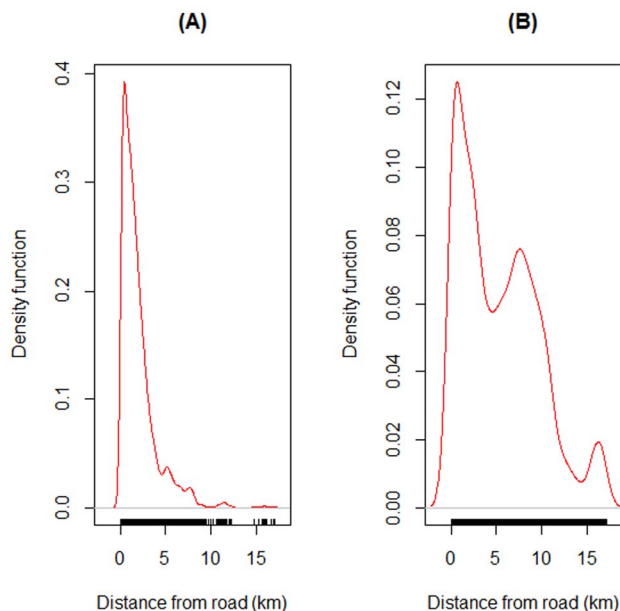 (A)
Density function
0.4
0.3
0.2
0.1
0.0
0 5 10 15
Distance from road (km)
(B)
Density function
0.12
0.10
0.08
0.06
0.04
0.02
0.00
0 5 10 15
Distance from road (km)